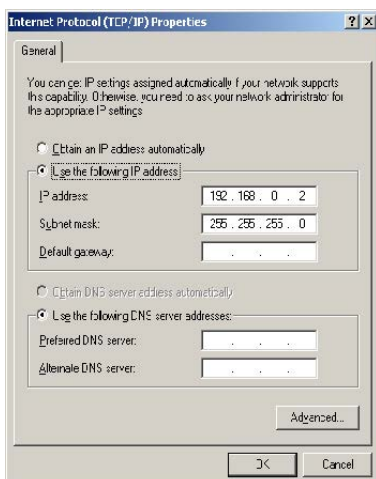 Internet Protocol (TCP/IP) Properties
General
You can get IP settings assigned automatically if your network supports
this capability. Otherwise, you need to ask your network administrator for
the appropriate IP settings.
Obtain an IP address automatically
Use the following IP address:
IP address: 192 . 168 . 0 . 2
Subnet mask: 255 . 255 . 255 . 0
Default gateway: . . .
Obtain DNS server address automatically
Use the following DNS server addresses:
Preferred DNS server: . . .
Alternate DNS server: . . .
Advanced...
OK Cancel